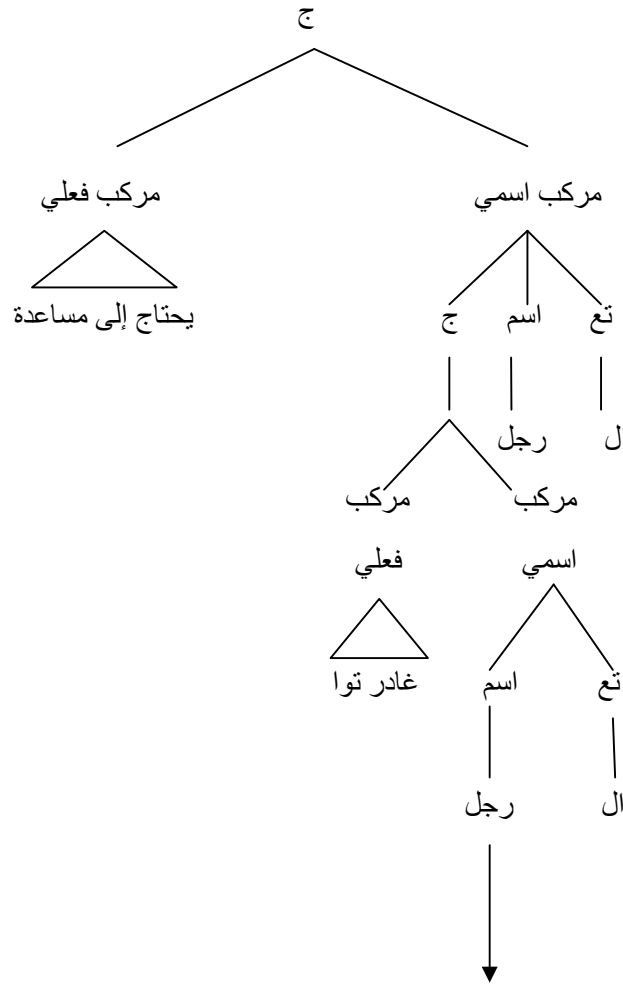 ج
مركب اسمي مركب فعلي
تع اسم ج يحتاج إلى مساعدة
ل رجل
مركب مركب
اسمي فعلي
تع اسم غادر توا
ال رجل